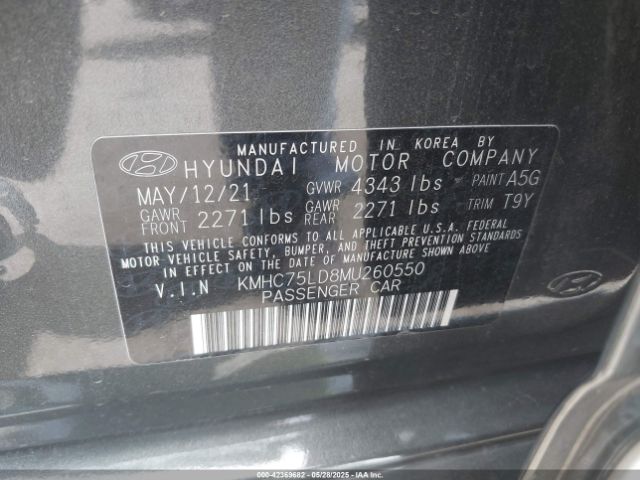 MANUFACTURED IN KOREA BY
HYUNDAI MOTOR COMPANY
MAY/12/21 GVWR 4343 lbs PAINT A5G
GAWR FRONT 2271 lbs GAWR REAR 2271 lbs TRIM T9Y
THIS VEHICLE CONFORMS TO ALL APPLICABLE U.S.A. FEDERAL
MOTOR VEHICLE SAFETY, BUMPER, AND THEFT PREVENTION
STANDARDS IN EFFECT ON THE DATE OF MANUFACTURE SHOWN ABOVE
V.I.N KMHC75LD8MU260550
PASSENGER CAR
000-42369682 05/28/2025 IAA Inc.